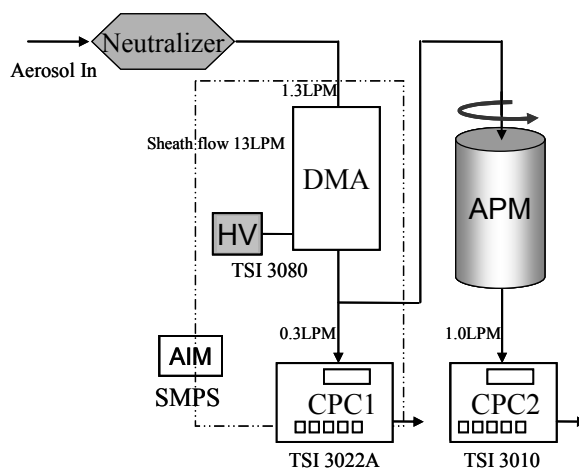 Neutralizer
Aerosol In
1.3LPM
Sheath flow 13LPM
DMA
APM
HV
TSI 3080
0.3LPM
1.0LPM
AIM
SMPS
CPC1
CPC2
TSI 3022A
TSI 3010